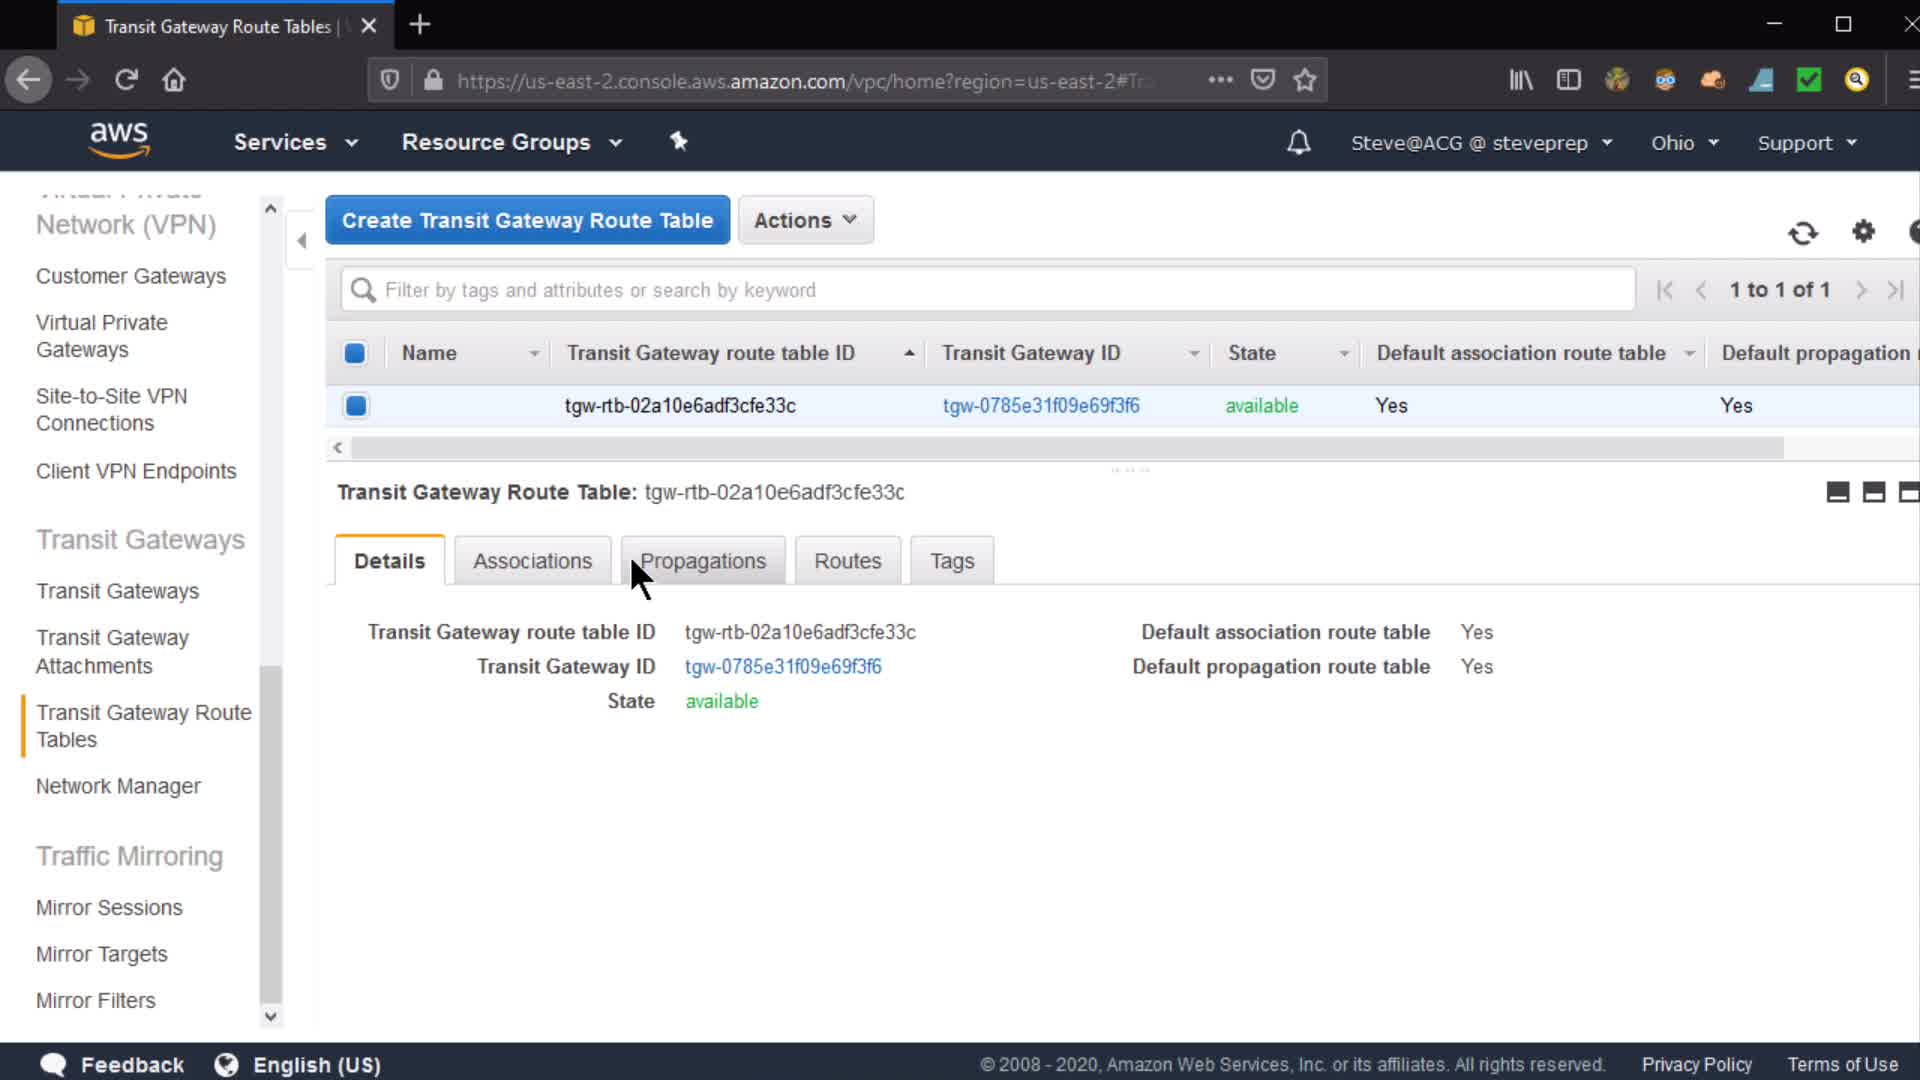 Transit Gateway Route Tables |
https://us-east-2.console.aws.amazon.com/vpc/home?region=us-east-2#Tr
aws
Services
Resource Groups
Steve@ACG @ steveprep
Ohio
Support
Virtual Private
Network (VPN)
Customer Gateways
Virtual Private
Gateways
Site-to-Site VPN
Connections
Client VPN Endpoints
Transit Gateways
Transit Gateways
Transit Gateway
Attachments
Transit Gateway Route
Tables
Network Manager
Traffic Mirroring
Mirror Sessions
Mirror Targets
Mirror Filters
Create Transit Gateway Route Table
Actions
Filter by tags and attributes or search by keyword
1 to 1 of 1
Name
Transit Gateway route table ID
Transit Gateway ID
State
Default association route table
Default propagation
tgw-rtb-02a10e6adf3cfe33c
tgw-0785e31f09e69f3f6
available
Yes
Yes
Transit Gateway Route Table: tgw-rtb-02a10e6adf3cfe33c
Details
Associations
Propagations
Routes
Tags
Transit Gateway route table ID tgw-rtb-02a10e6adf3cfe33c
Transit Gateway ID tgw-0785e31f09e69f3f6
State available
Default association route table Yes
Default propagation route table Yes
Feedback
English (US)
© 2008 - 2020, Amazon Web Services, Inc. or its affiliates. All rights reserved.
Privacy Policy
Terms of Use